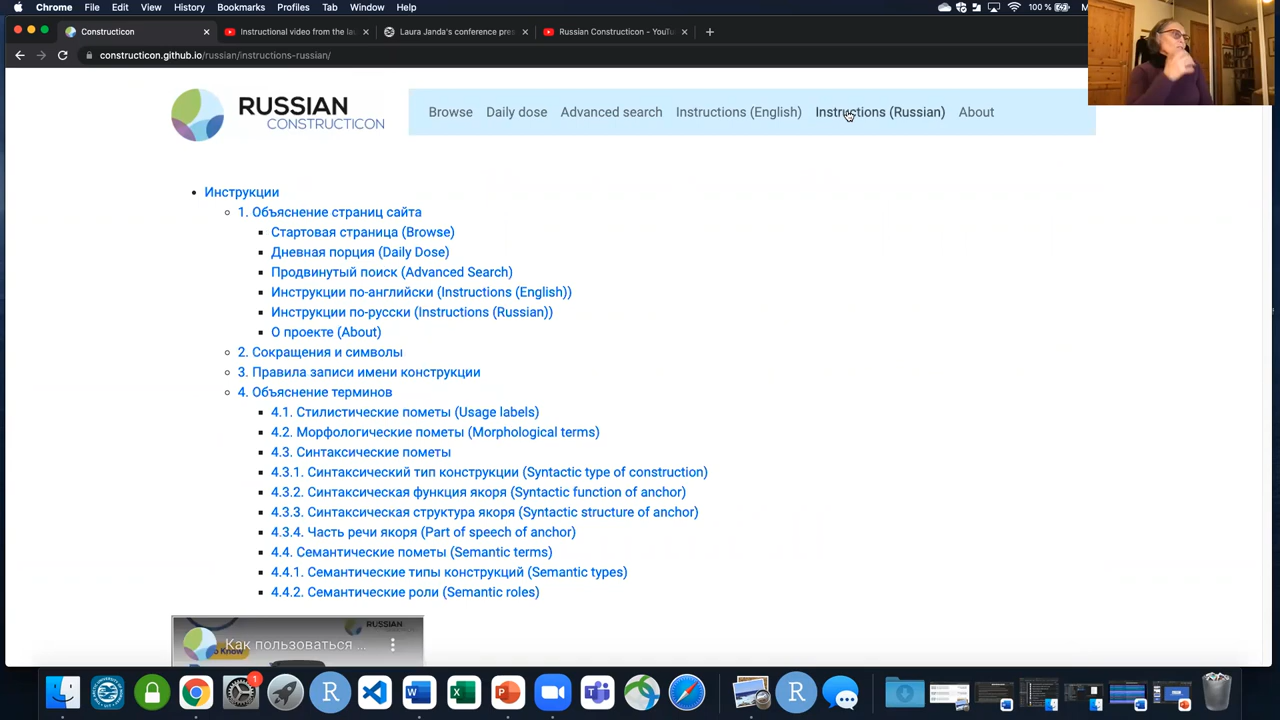 Chrome File Edit View History Bookmarks Profiles Tab Window Help 100 %
Constructicon
Instructional video from the la
Laura Janda's conference pres
Russian Constructicon - YouTu
constructicon.github.io/russian/instructions-russian/
RUSSIAN
CONSTRUCTICON
Browse Daily dose Advanced search Instructions (English) Instructions (Russian) About
Инструкции
1. Объяснение страниц сайта
Стартовая страница (Browse)
Дневная порция (Daily Dose)
Продвинутый поиск (Advanced Search)
Инструкции по-английски (Instructions (English))
Инструкции по-русски (Instructions (Russian))
О проекте (About)
2. Сокращения и символы
3. Правила записи имени конструкции
4. Объяснение терминов
4.1. Стилистические пометы (Usage labels)
4.2. Морфологические пометы (Morphological terms)
4.3. Синтаксические пометы
4.3.1. Синтаксический тип конструкции (Syntactic type of construction)
4.3.2. Синтаксическая функция якоря (Syntactic function of anchor)
4.3.3. Синтаксическая структура якоря (Syntactic structure of anchor)
4.3.4. Часть речи якоря (Part of speech of anchor)
4.4. Семантические пометы (Semantic terms)
4.4.1. Семантические типы конструкций (Semantic types)
4.4.2. Семантические роли (Semantic roles)
RUSSIAN
Как пользоваться ...
Know
1